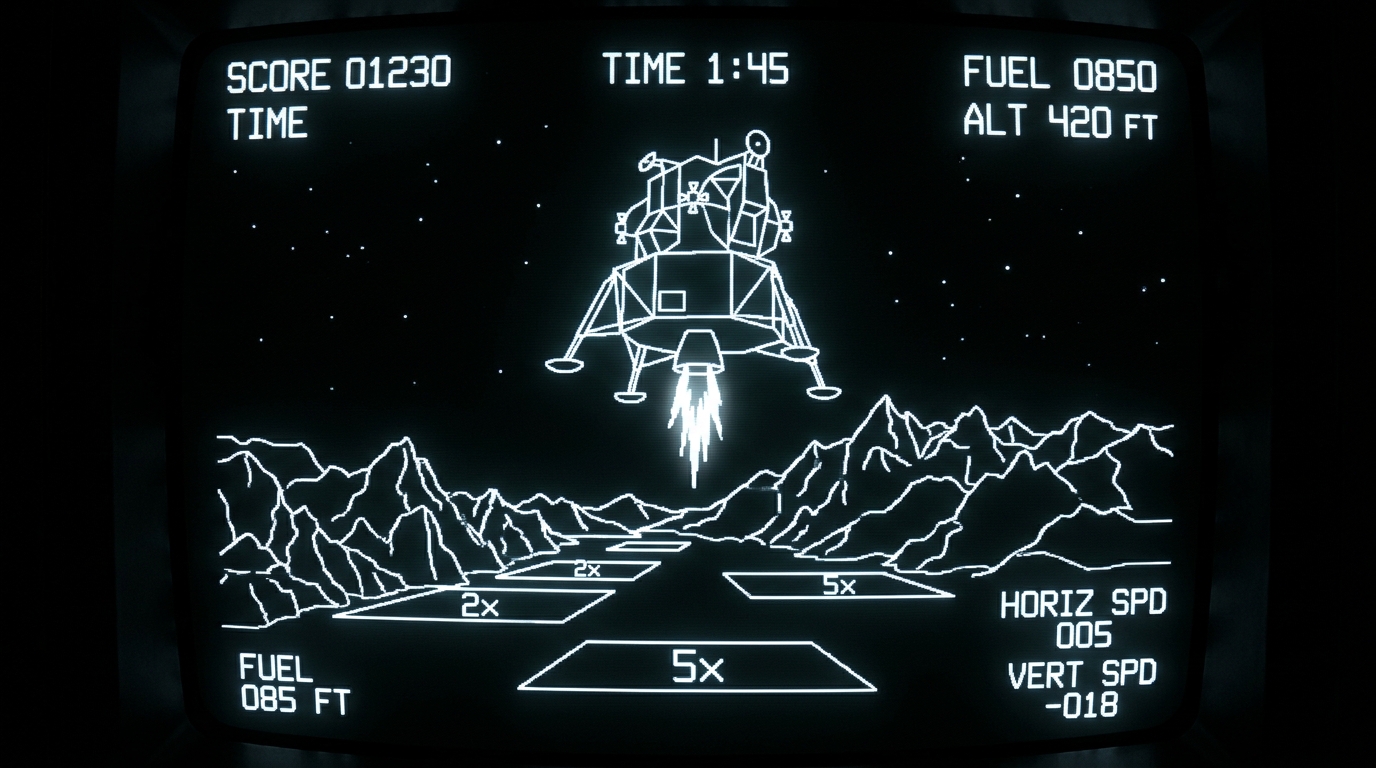 SCORE 01230
TIME
TIME 1:45
FUEL 0850
ALT 420 FT
2x
2x
5x
5x
FUEL
085 FT
HORIZ SPD
005
VERT SPD
-018